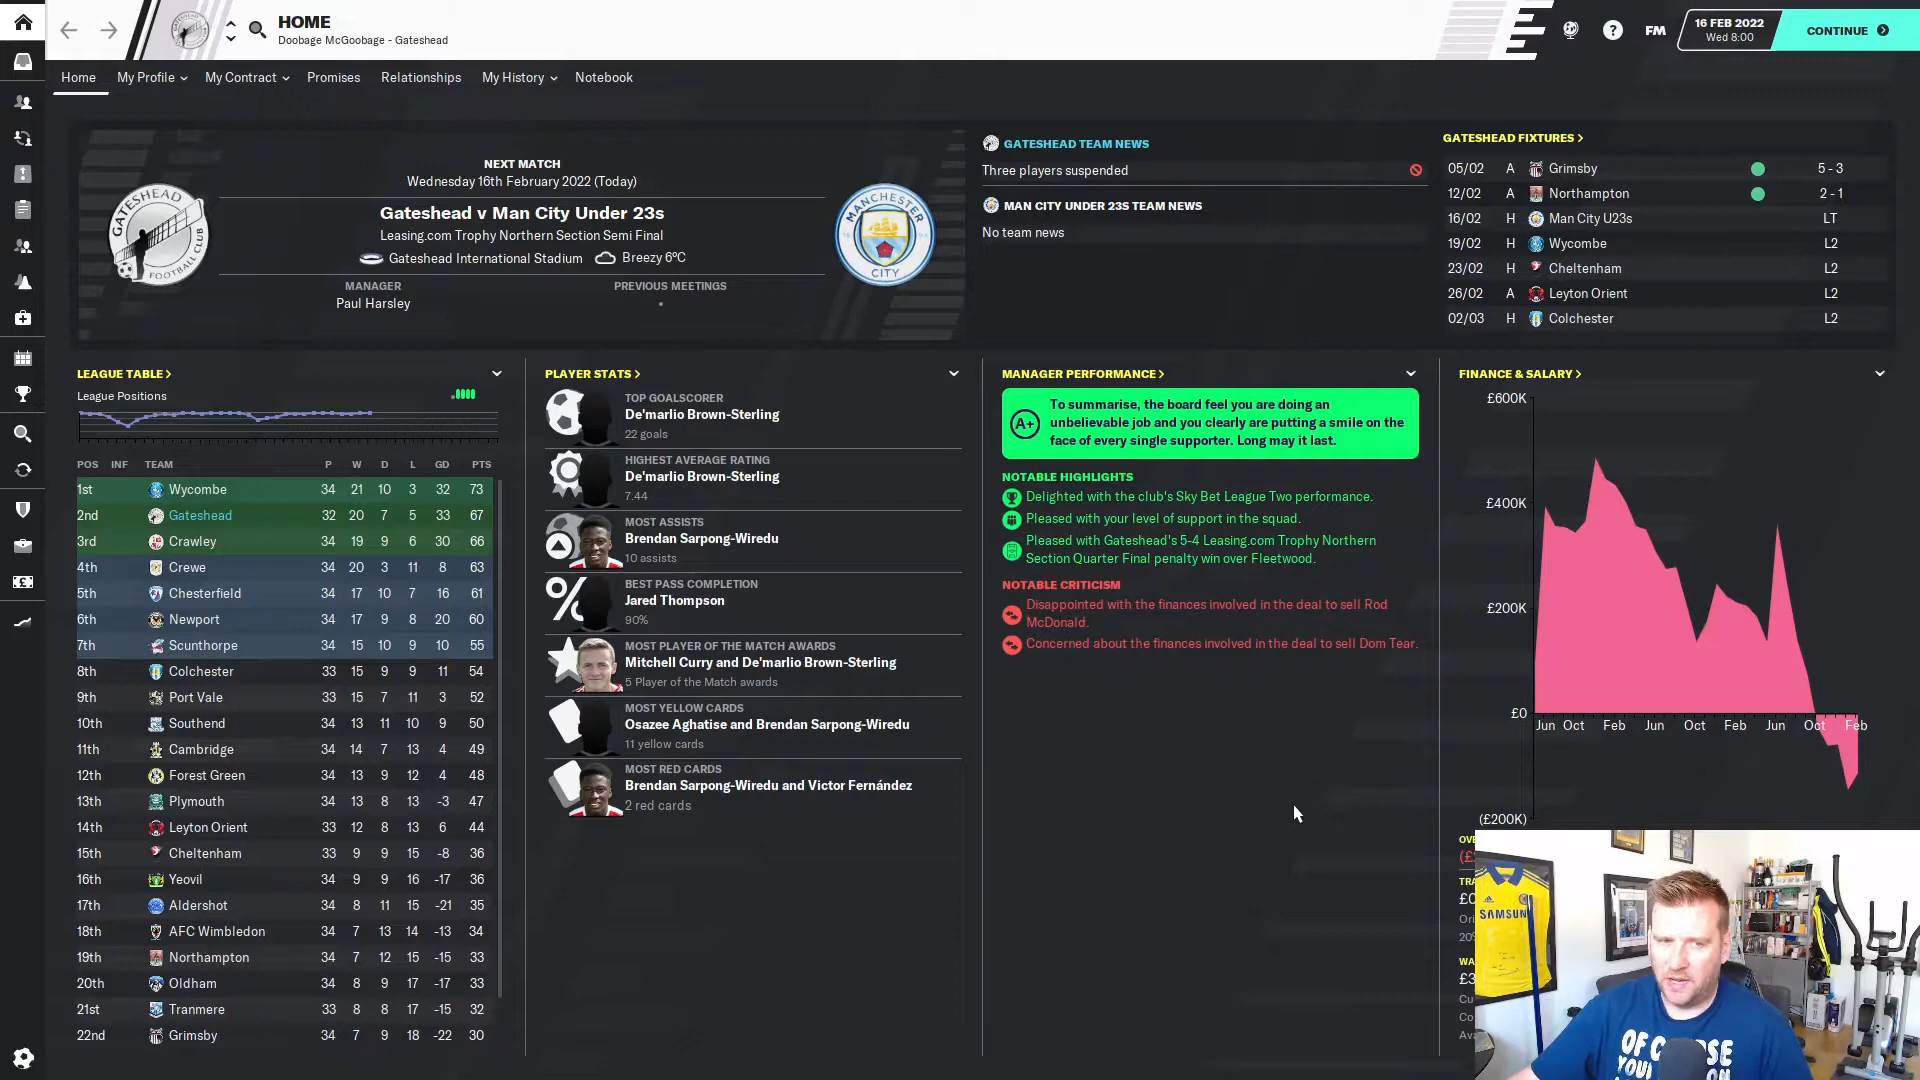 HOME
Doobage McGoobage - Gateshead
FM
16 FEB 2022
Wed 8:00
CONTINUE
Home
My Profile
My Contract
Promises
Relationships
My History
Notebook
NEXT MATCH
Wednesday 16th February 2022 (Today)
Gateshead v Man City Under 23s
Leasing.com Trophy Northern Section Semi Final
Gateshead International Stadium
Breezy 6°C
MANAGER
Paul Harsley
PREVIOUS MEETINGS
GATESHEAD
FOOTBALL CLUB
MANCHESTER
CITY
GATESHEAD TEAM NEWS
Three players suspended
MAN CITY UNDER 23S TEAM NEWS
No team news
GATESHEAD FIXTURES >
05/02 A Grimsby 5 - 3
12/02 A Northampton 2 - 1
16/02 H Man City U23s LT
19/02 H Wycombe L2
23/02 H Cheltenham L2
26/02 A Leyton Orient L2
02/03 H Colchester L2
LEAGUE TABLE >
League Positions
POS INF TEAM P W D L GD PTS
1st Wycombe 34 21 10 3 32 73
2nd Gateshead 32 20 7 5 33 67
3rd Crawley 34 19 9 6 30 66
4th Crewe 34 20 3 11 8 63
5th Chesterfield 34 17 10 7 16 61
6th Newport 34 17 9 8 20 60
7th Scunthorpe 34 15 10 9 10 55
8th Colchester 33 15 9 9 11 54
9th Port Vale 33 15 7 11 3 52
10th Southend 34 13 11 10 9 50
11th Cambridge 34 14 7 13 4 49
12th Forest Green 34 13 9 12 4 48
13th Plymouth 34 13 8 13 -3 47
14th Leyton Orient 33 12 8 13 6 44
15th Cheltenham 33 9 9 15 -8 36
16th Yeovil 34 9 9 16 -17 36
17th Aldershot 34 8 11 15 -21 35
18th AFC Wimbledon 34 7 13 14 -13 34
19th Northampton 34 7 12 15 -15 33
20th Oldham 34 8 9 17 -17 33
21st Tranmere 33 8 8 17 -15 32
22nd Grimsby 34 7 9 18 -22 30
PLAYER STATS >
TOP GOALSCORER
De'marlio Brown-Sterling
22 goals
HIGHEST AVERAGE RATING
De'marlio Brown-Sterling
7.44
MOST ASSISTS
Brendan Sarpong-Wiredu
10 assists
BEST PASS COMPLETION
Jared Thompson
90%
MOST PLAYER OF THE MATCH AWARDS
Mitchell Curry and De'marlio Brown-Sterling
5 Player of the Match awards
MOST YELLOW CARDS
Osazee Aghatise and Brendan Sarpong-Wiredu
11 yellow cards
MOST RED CARDS
Brendan Sarpong-Wiredu and Victor Fernández
2 red cards
MANAGER PERFORMANCE >
A+
To summarise, the board feel you are doing an
unbelievable job and you clearly are putting a smile on the
face of every single supporter. Long may it last.
NOTABLE HIGHLIGHTS
Delighted with the club's Sky Bet League Two performance.
Pleased with your level of support in the squad.
Pleased with Gateshead's 5-4 Leasing.com Trophy Northern
Section Quarter Final penalty win over Fleetwood.
NOTABLE CRITICISM
Disappointed with the finances involved in the deal to sell Rod
McDonald.
Concerned about the finances involved in the deal to sell Dom Tear.
FINANCE & SALARY >
£600K
£400K
£200K
£0
Jun Oct Feb Jun Oct Feb Jun Oct Feb
(£200K)
SAMSUNG